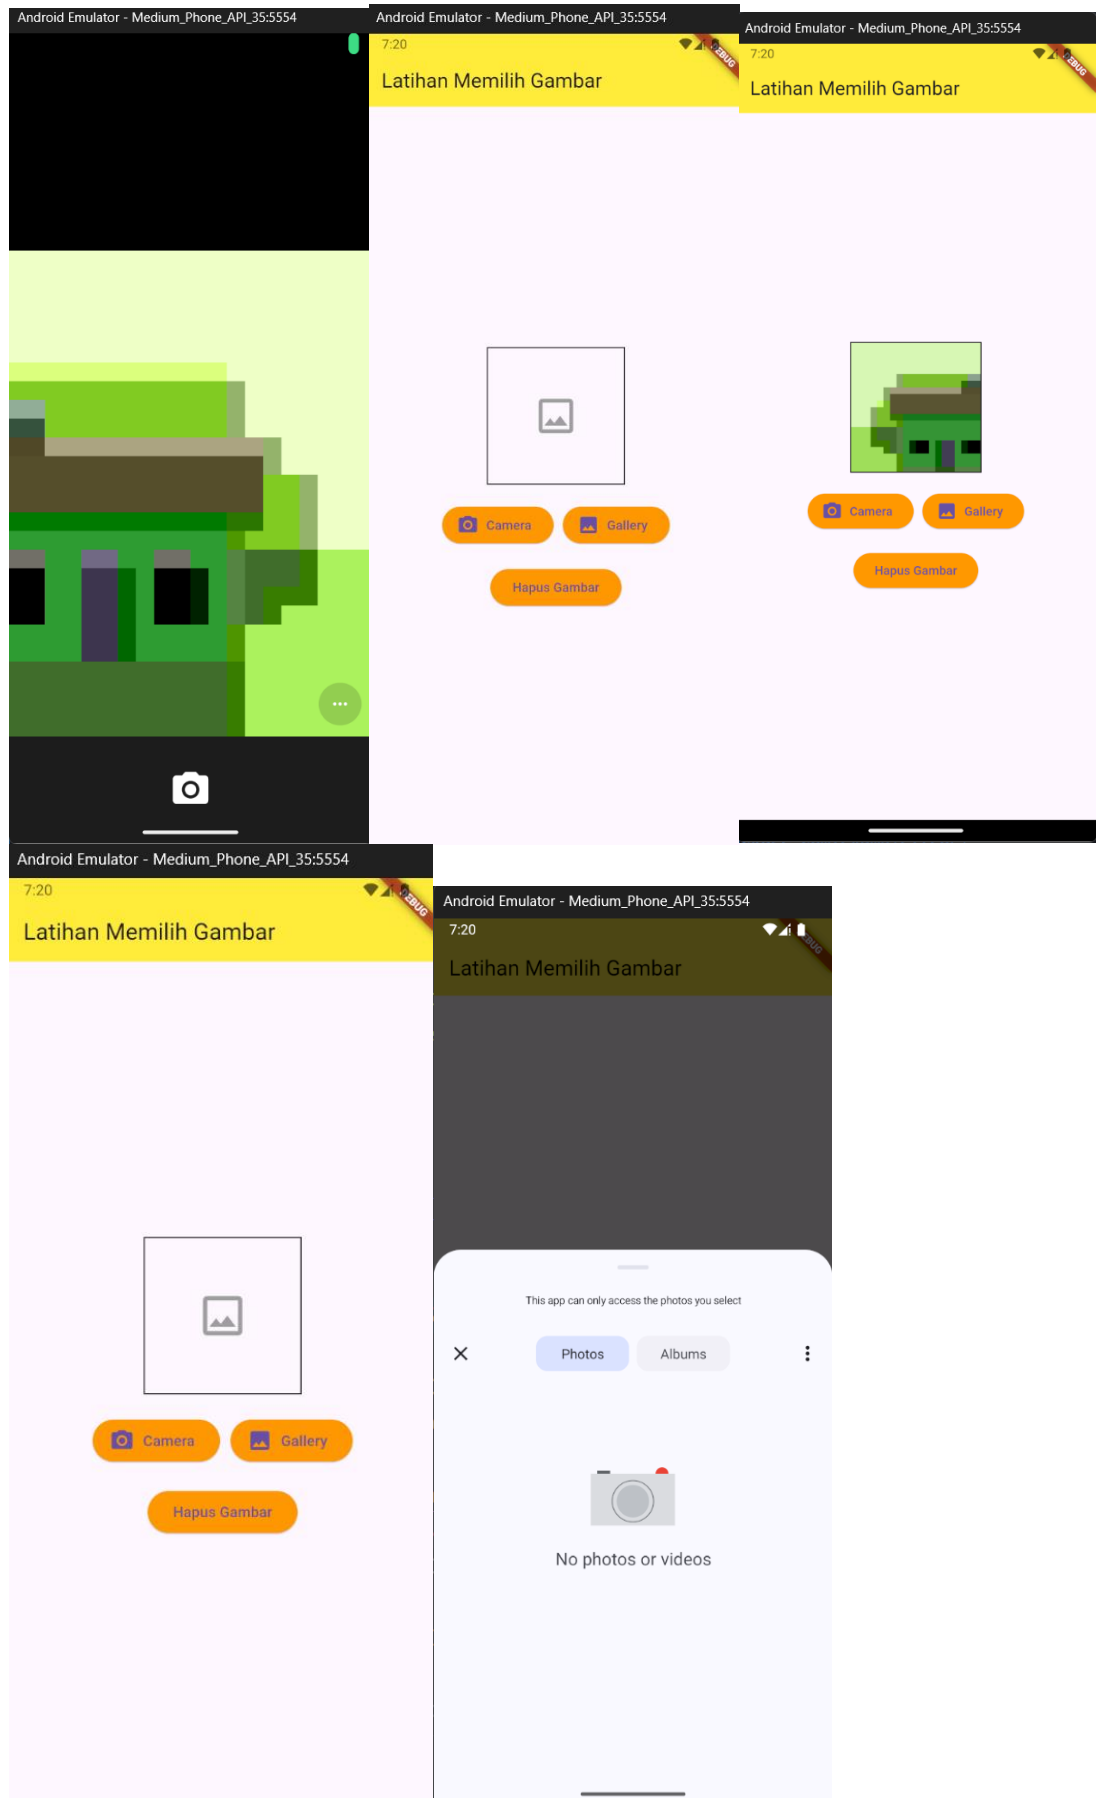 Android Emulator - Medium_Phone_API_35:5554
Android Emulator - Medium_Phone_API_35:5554
7:20
Latihan Memilih Gambar
Camera
Gallery
Hapus Gambar
Android Emulator - Medium_Phone_API_35:5554
7:20
DEBUG
Latihan Memilih Gambar
Camera
Gallery
Hapus Gambar
Android Emulator - Medium_Phone_API_35:5554
7:20
Latihan Memilih Gambar
Camera
Gallery
Hapus Gambar
Android Emulator - Medium_Phone_API_35:5554
7:20
Latihan Memilih Gambar
This app can only access the photos you select
Photos
Albums
No photos or videos